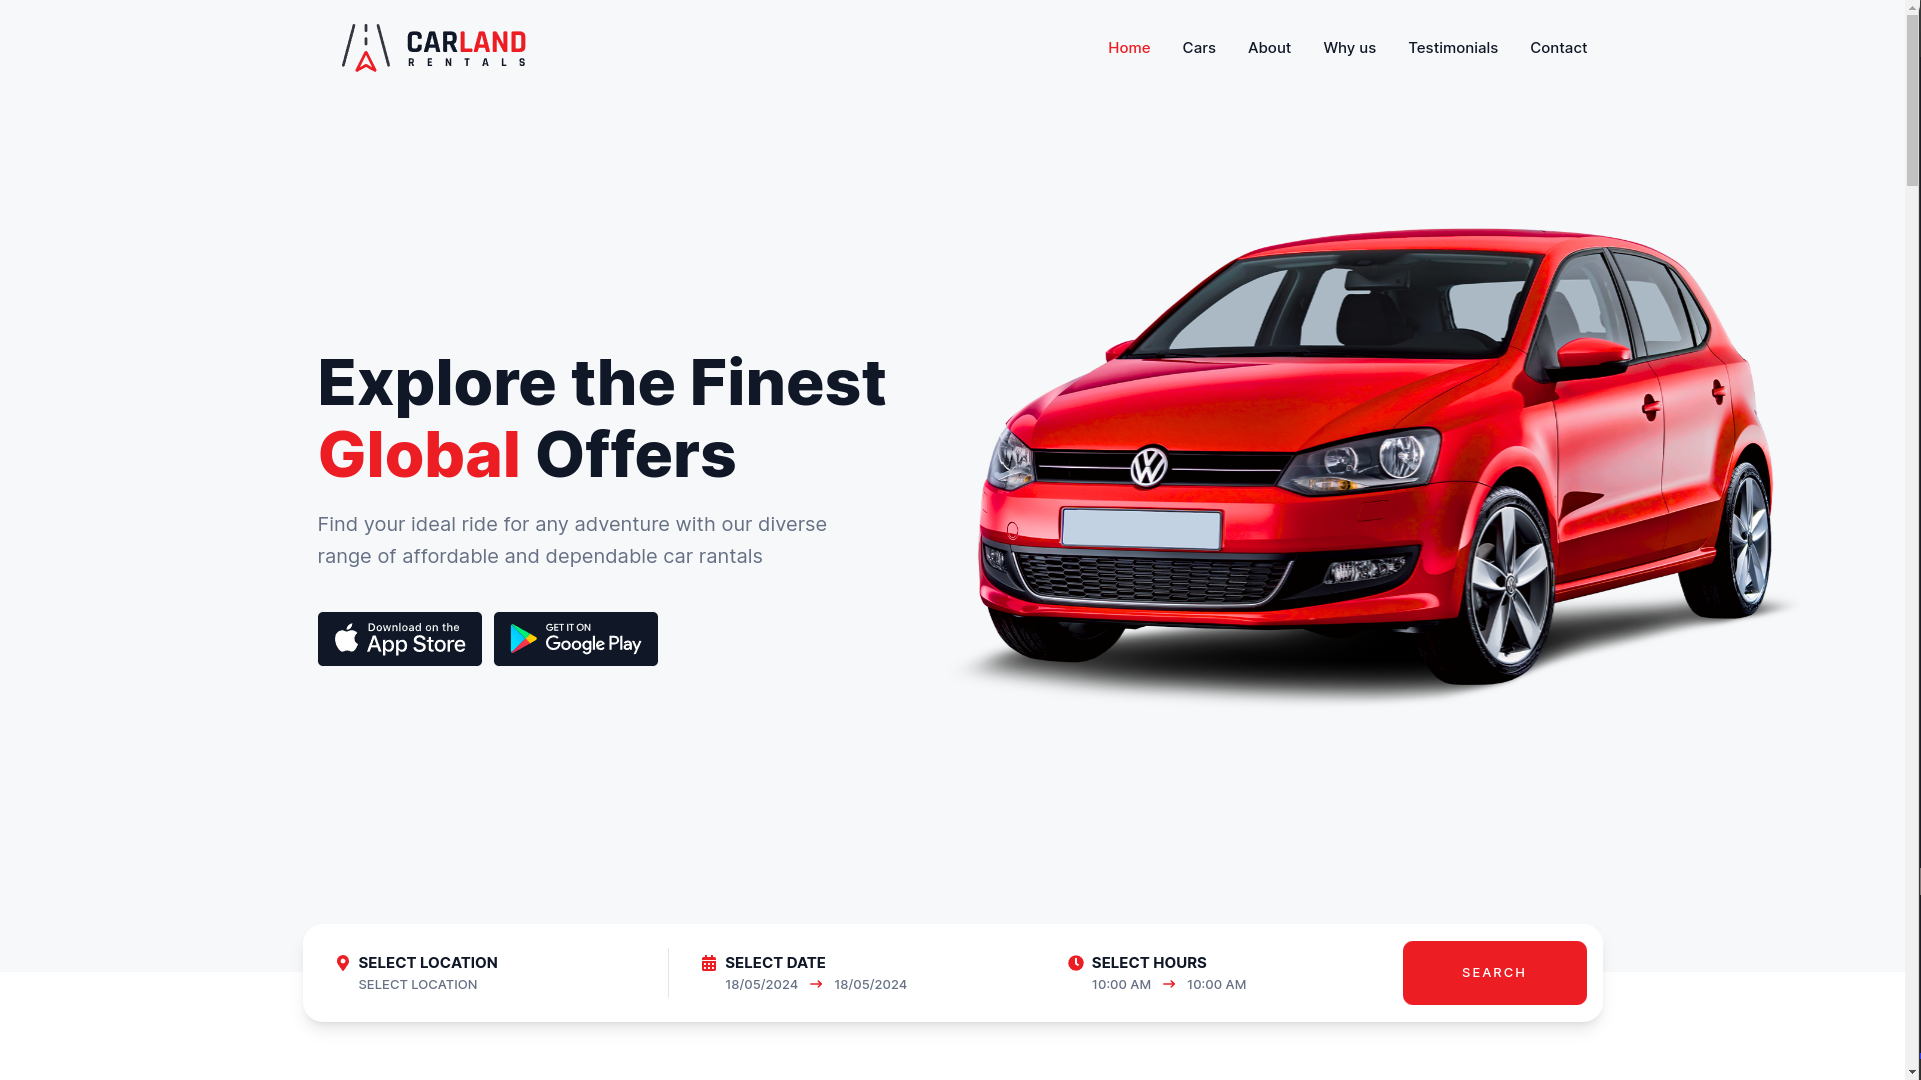 CARLAND
RENTALS
Home
Cars
About
Why us
Testimonials
Contact
Explore the Finest
Global Offers
Find your ideal ride for any adventure with our diverse
range of affordable and dependable car rantals
Download on the
App Store
GET IT ON
Google Play
SELECT LOCATION
SELECT LOCATION
SELECT DATE
18/05/2024 → 18/05/2024
SELECT HOURS
10:00 AM → 10:00 AM
SEARCH